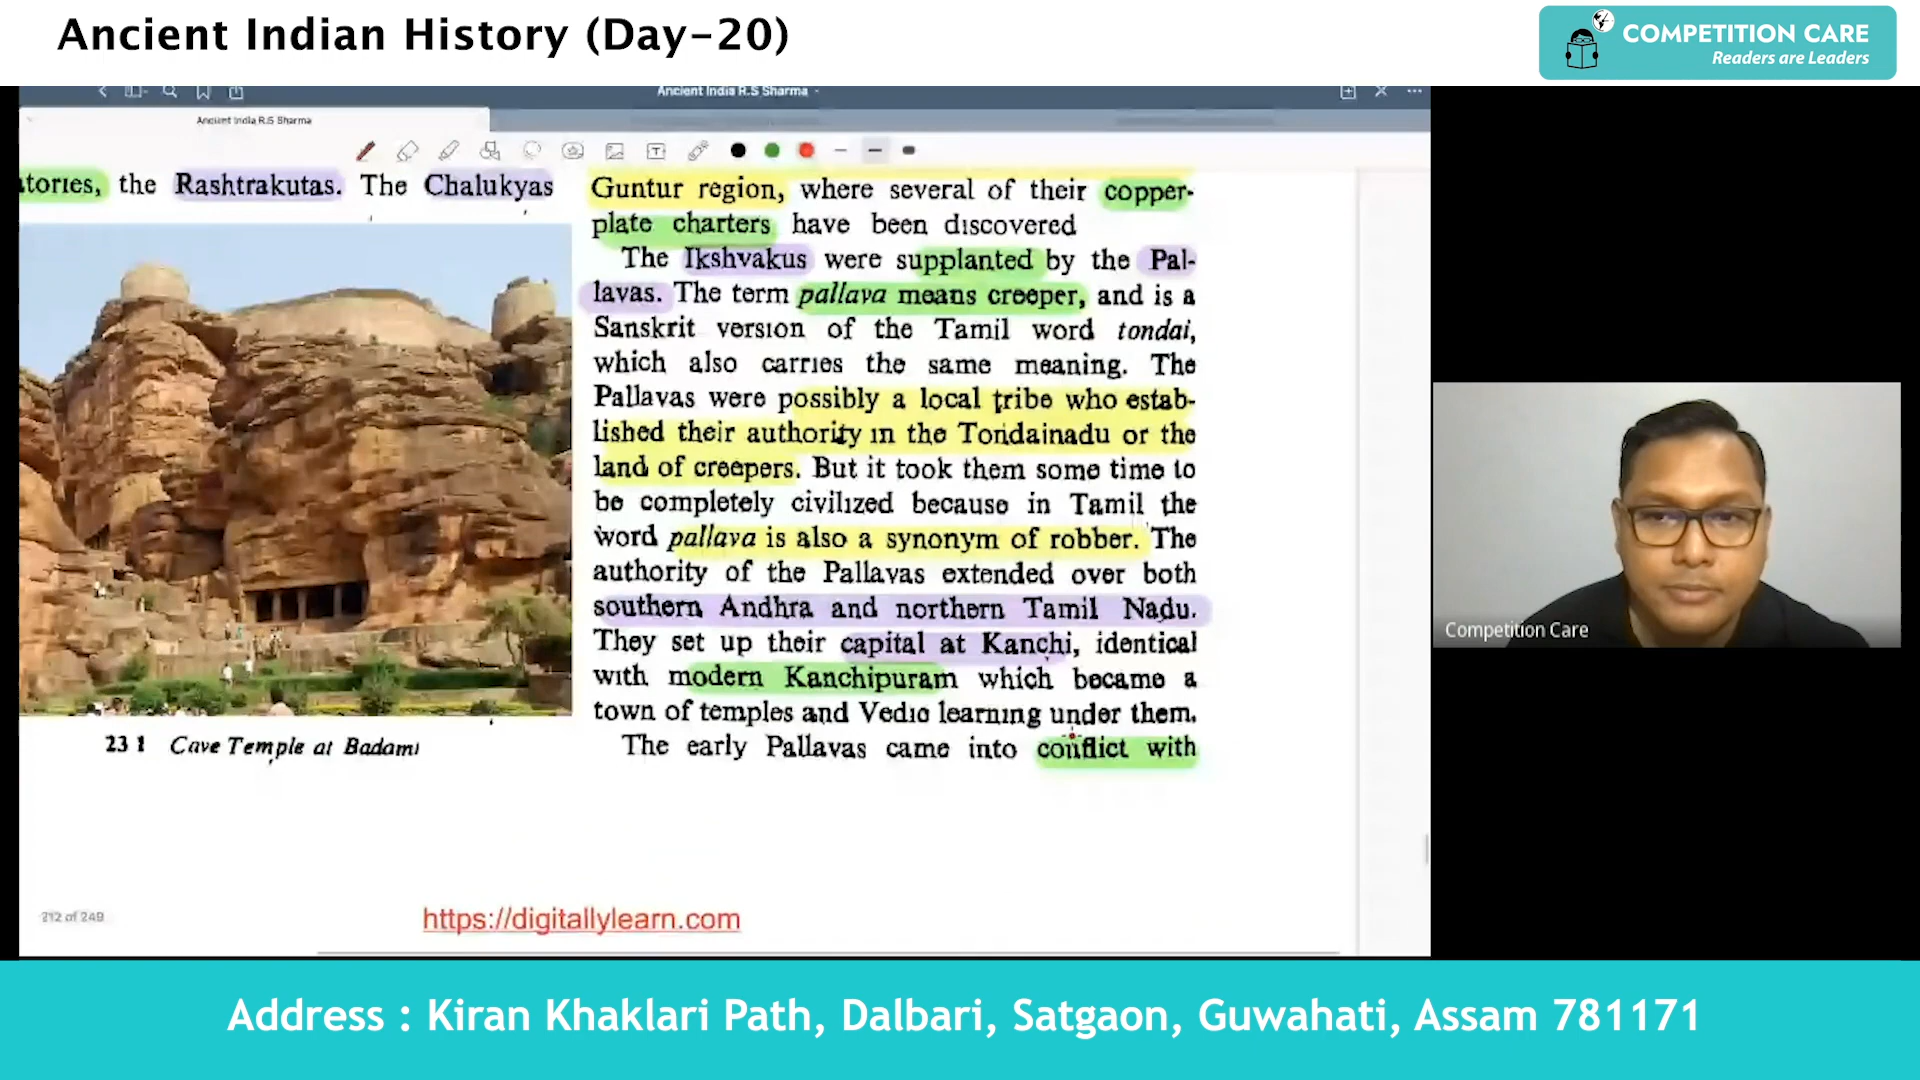 Ancient Indian History (Day-20)
COMPETITION CARE
Readers are Leaders
Ancient India R.S Sharma
Ancient India R.S Sharma
tories, the Rashtrakutas. The Chalukyas
23 1 Cave Temple at Badami
Guntur region, where several of their copper-
plate charters have been discovered
The Ikshvakus were supplanted by the Pal-
lavas. The term pallava means creeper, and is a
Sanskrit version of the Tamil word tondai,
which also carries the same meaning. The
Pallavas were possibly a local tribe who estab-
lished their authority in the Tondainadu or the
land of creepers. But it took them some time to
be completely civilized because in Tamil the
word pallava is also a synonym of robber. The
authority of the Pallavas extended over both
southern Andhra and northern Tamil Nadu.
They set up their capital at Kanchi, identical
with modern Kanchipuram which became a
town of temples and Vedic learning under them.
The early Pallavas came into conflict with
212 of 249
https://digitallylearn.com
Competition Care
Address : Kiran Khaklari Path, Dalbari, Satgaon, Guwahati, Assam 781171